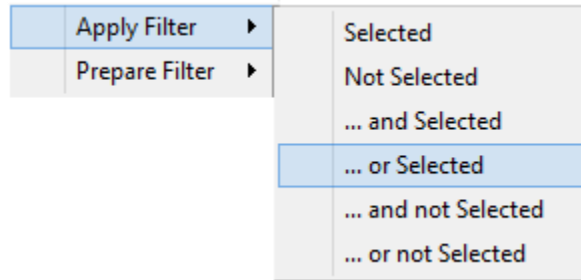 Apply Filter
Prepare Filter
Selected
Not Selected
... and Selected
... or Selected
... and not Selected
... or not Selected